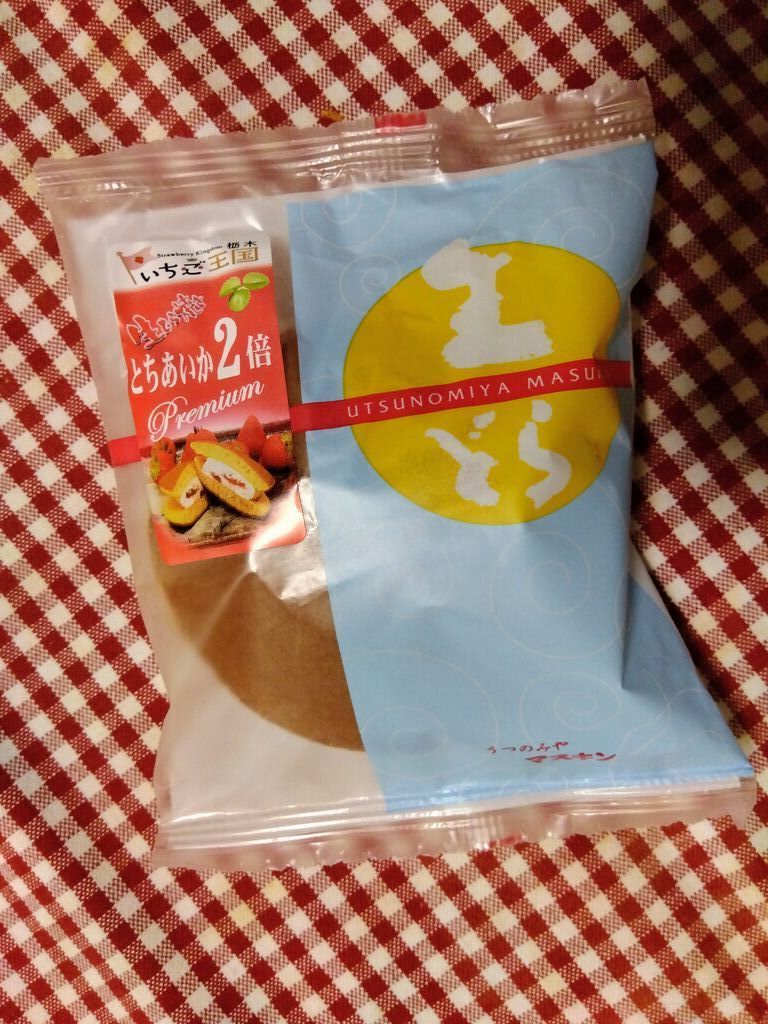 Strawberry Kingdom 栃木
いちご王国
とちあいか2倍
Premium
生
UTSUNOMIYA MASU
どら
うつのみや
マスキン